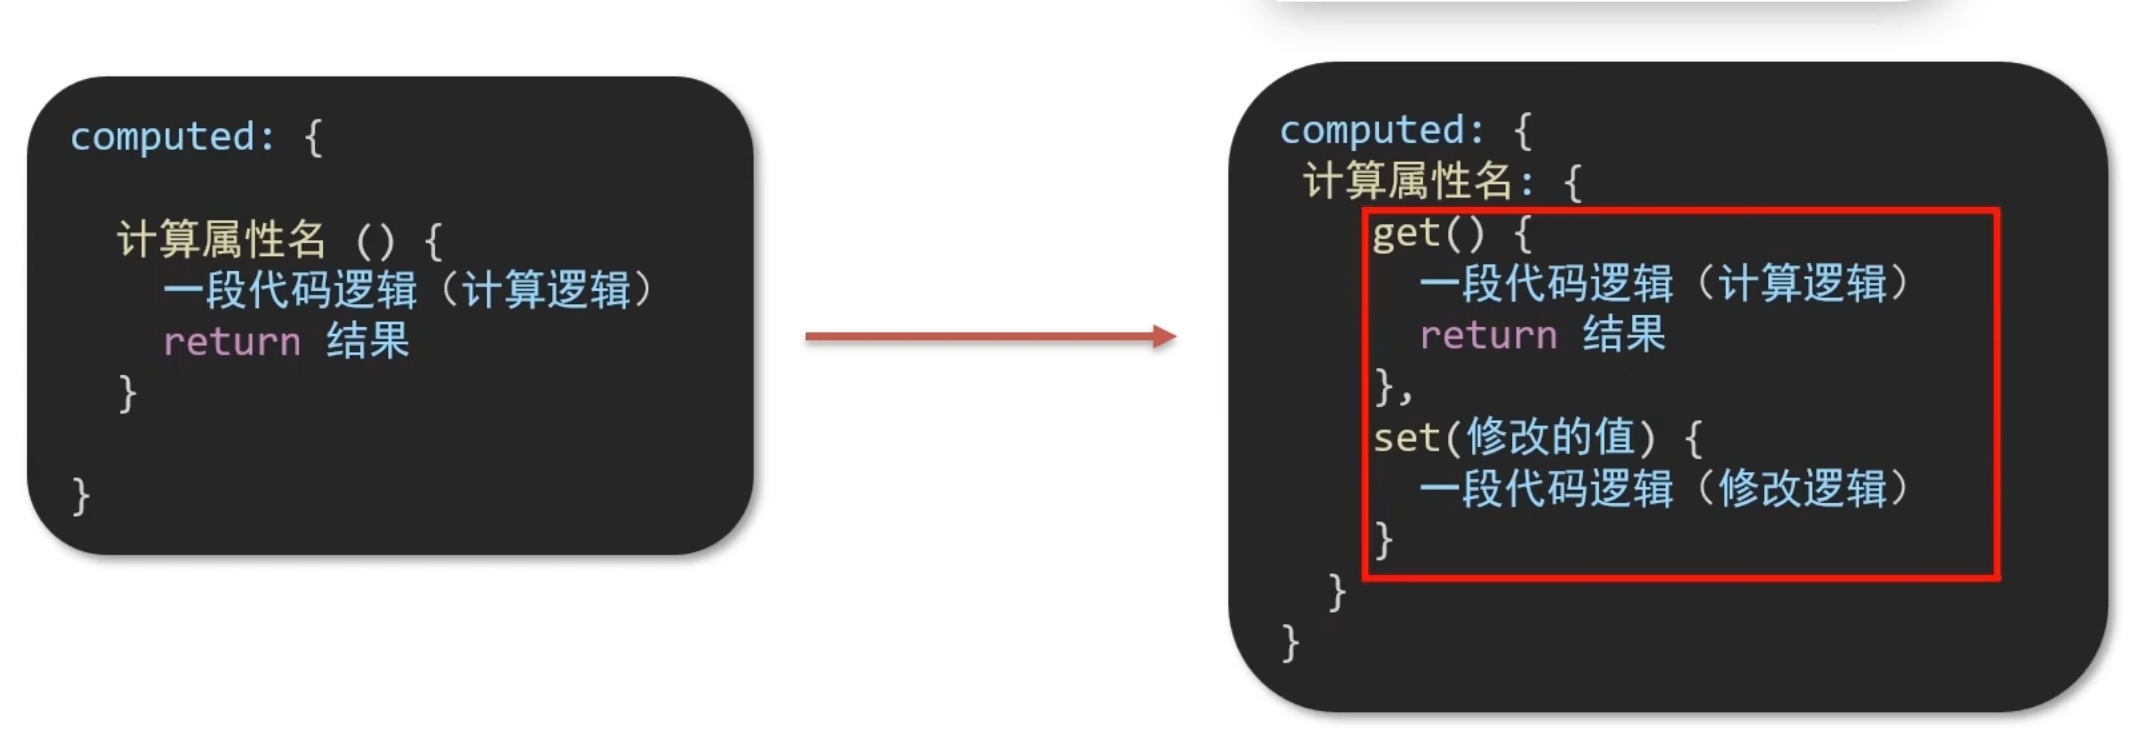 computed: {
计算属性名 () {
一段代码逻辑（计算逻辑）
return 结果
}
}
computed: {
计算属性名: {
get() {
一段代码逻辑（计算逻辑）
return 结果
},
set(修改的值) {
一段代码逻辑（修改逻辑）
}
}
}